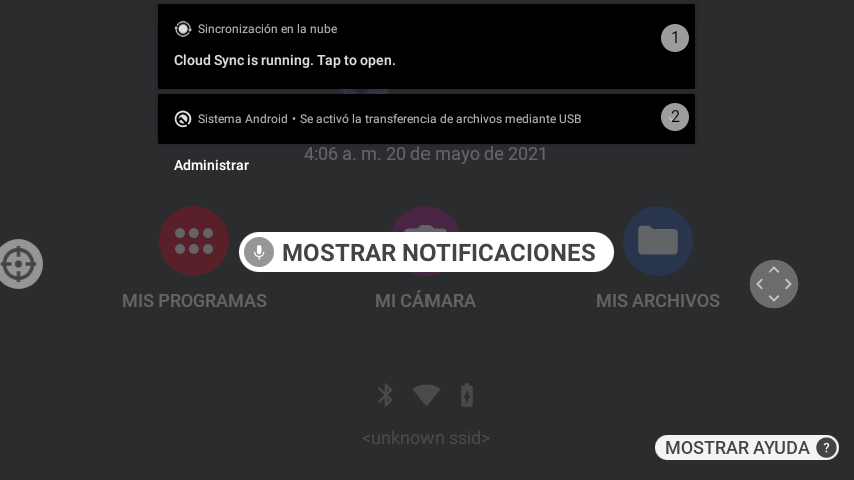 Sincronización en la nube
1
Cloud Sync is running. Tap to open.
Sistema Android • Se activó la transferencia de archivos mediante USB
2
4:06 a. m. 20 de mayo de 2021
Administrar
MOSTRAR NOTIFICACIONES
MIS PROGRAMAS
MI CÁMARA
MIS ARCHIVOS
<unknown ssid>
MOSTRAR AYUDA ?